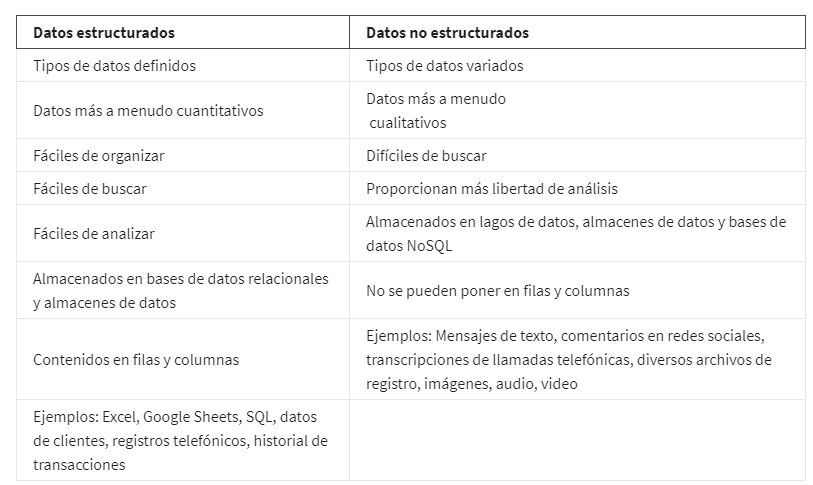 Datos estructurados
Datos no estructurados
Tipos de datos definidos
Tipos de datos variados
Datos más a menudo cuantitativos
Datos más a menudo
cualitativos
Fáciles de organizar
Difíciles de buscar
Fáciles de buscar
Proporcionan más libertad de análisis
Fáciles de analizar
Almacenados en lagos de datos, almacenes de datos y bases de
datos NoSQL
Almacenados en bases de datos relacionales
y almacenes de datos
No se pueden poner en filas y columnas
Contenidos en filas y columnas
Ejemplos: Mensajes de texto, comentarios en redes sociales,
transcripciones de llamadas telefónicas, diversos archivos de
registro, imágenes, audio, video
Ejemplos: Excel, Google Sheets, SQL, datos
de clientes, registros telefónicos, historial de
transacciones